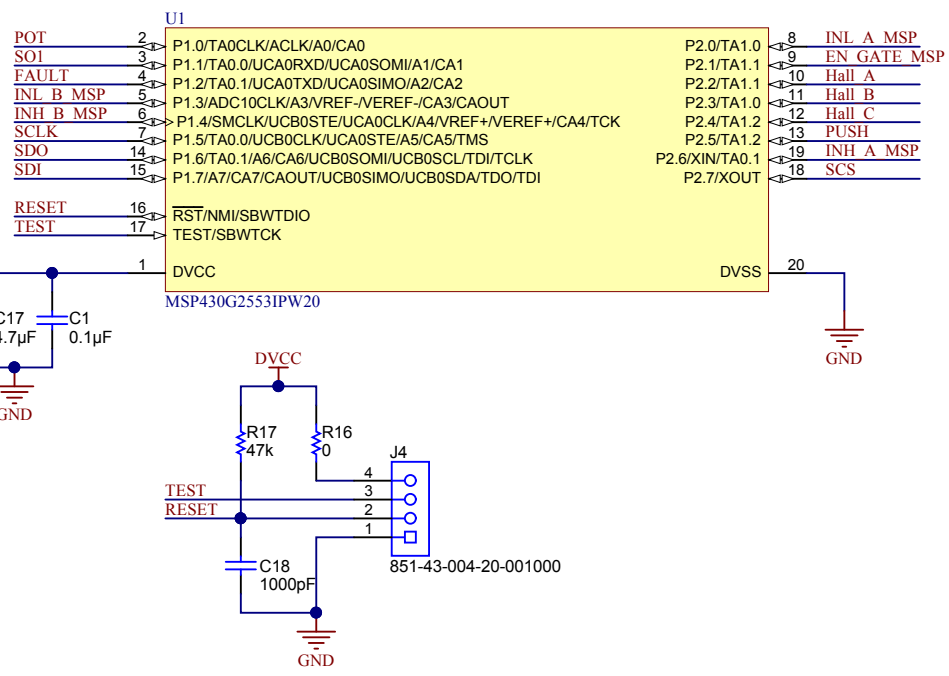 U1
POT 2 P1.0/TA0CLK/ACLK/A0/CA0 P2.0/TA1.0 8 INL_A_MSP
SO1 3 P1.1/TA0.0/UCA0RXD/UCA0SOMI/A1/CA1 P2.1/TA1.1 9 EN_GATE_MSP
FAULT 4 P1.2/TA0.1/UCA0TXD/UCA0SIMO/A2/CA2 P2.2/TA1.1 10 Hall_A
INL_B_MSP 5 P1.3/ADC10CLK/A3/VREF-/VEREF-/CA3/CAOUT P2.3/TA1.0 11 Hall_B
INH_B_MSP 6 P1.4/SMCLK/UCB0STE/UCA0CLK/A4/VREF+/VEREF+/CA4/TCK P2.4/TA1.2 12 Hall_C
SCLK 7 P1.5/TA0.0/UCB0CLK/UCA0STE/A5/CA5/TMS P2.5/TA1.2 13 PUSH
SDO 14 P1.6/TA0.1/A6/CA6/UCB0SOMI/UCB0SCL/TDI/TCLK P2.6/XIN/TA0.1 19 INH_A_MSP
SDI 15 P1.7/A7/CA7/CAOUT/UCB0SIMO/UCB0SDA/TDO/TDI P2.7/XOUT 18 SCS
RESET 16 RST/NMI/SBWTDIO
TEST 17 TEST/SBWTCK
1 DVCC DVSS 20
MSP430G2553IPW20
C17 C1
.7µF 0.1µF
GND
GND
DVCC
R17 R16
47k 0
J4
4
TEST 3
RESET 2
1
C18 851-43-004-20-001000
1000pF
GND